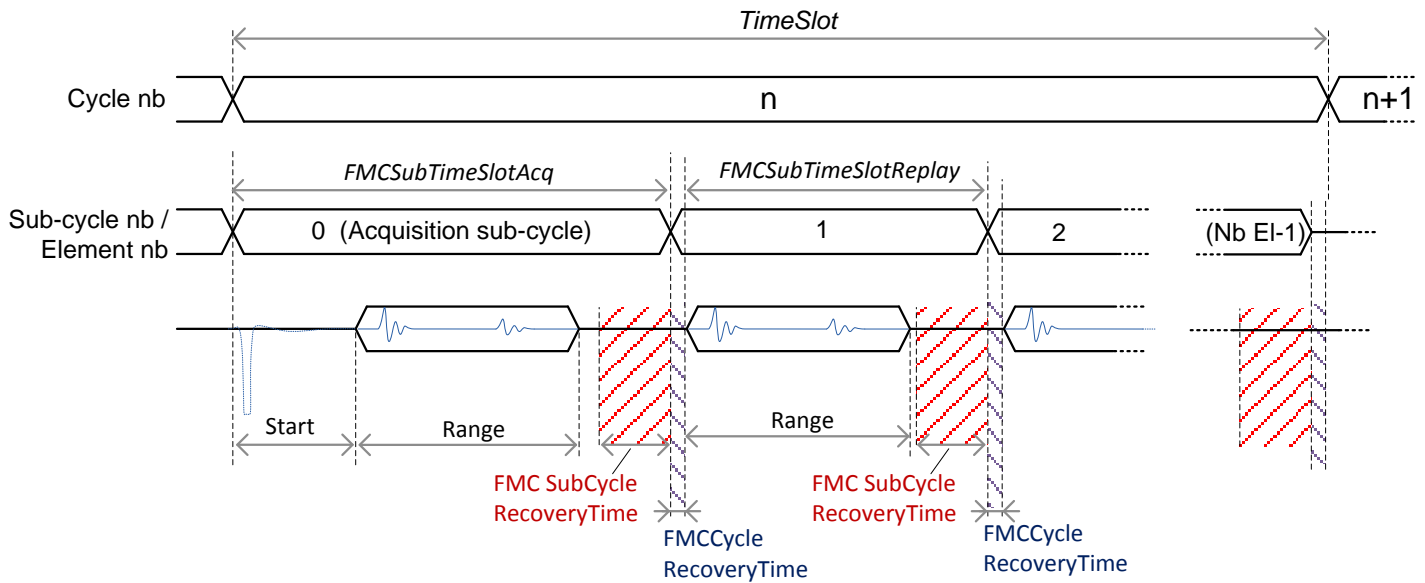 TimeSlot
Cycle nb
n
n+1
FMCSubTimeSlotAcq
FMCSubTimeSlotReplay
Sub-cycle nb /
Element nb
0 (Acquisition sub-cycle)
1
2
(Nb El-1)
Start
Range
Range
FMC SubCycle
RecoveryTime
FMC SubCycle
RecoveryTime
FMCCycle
RecoveryTime
FMCCycle
RecoveryTime